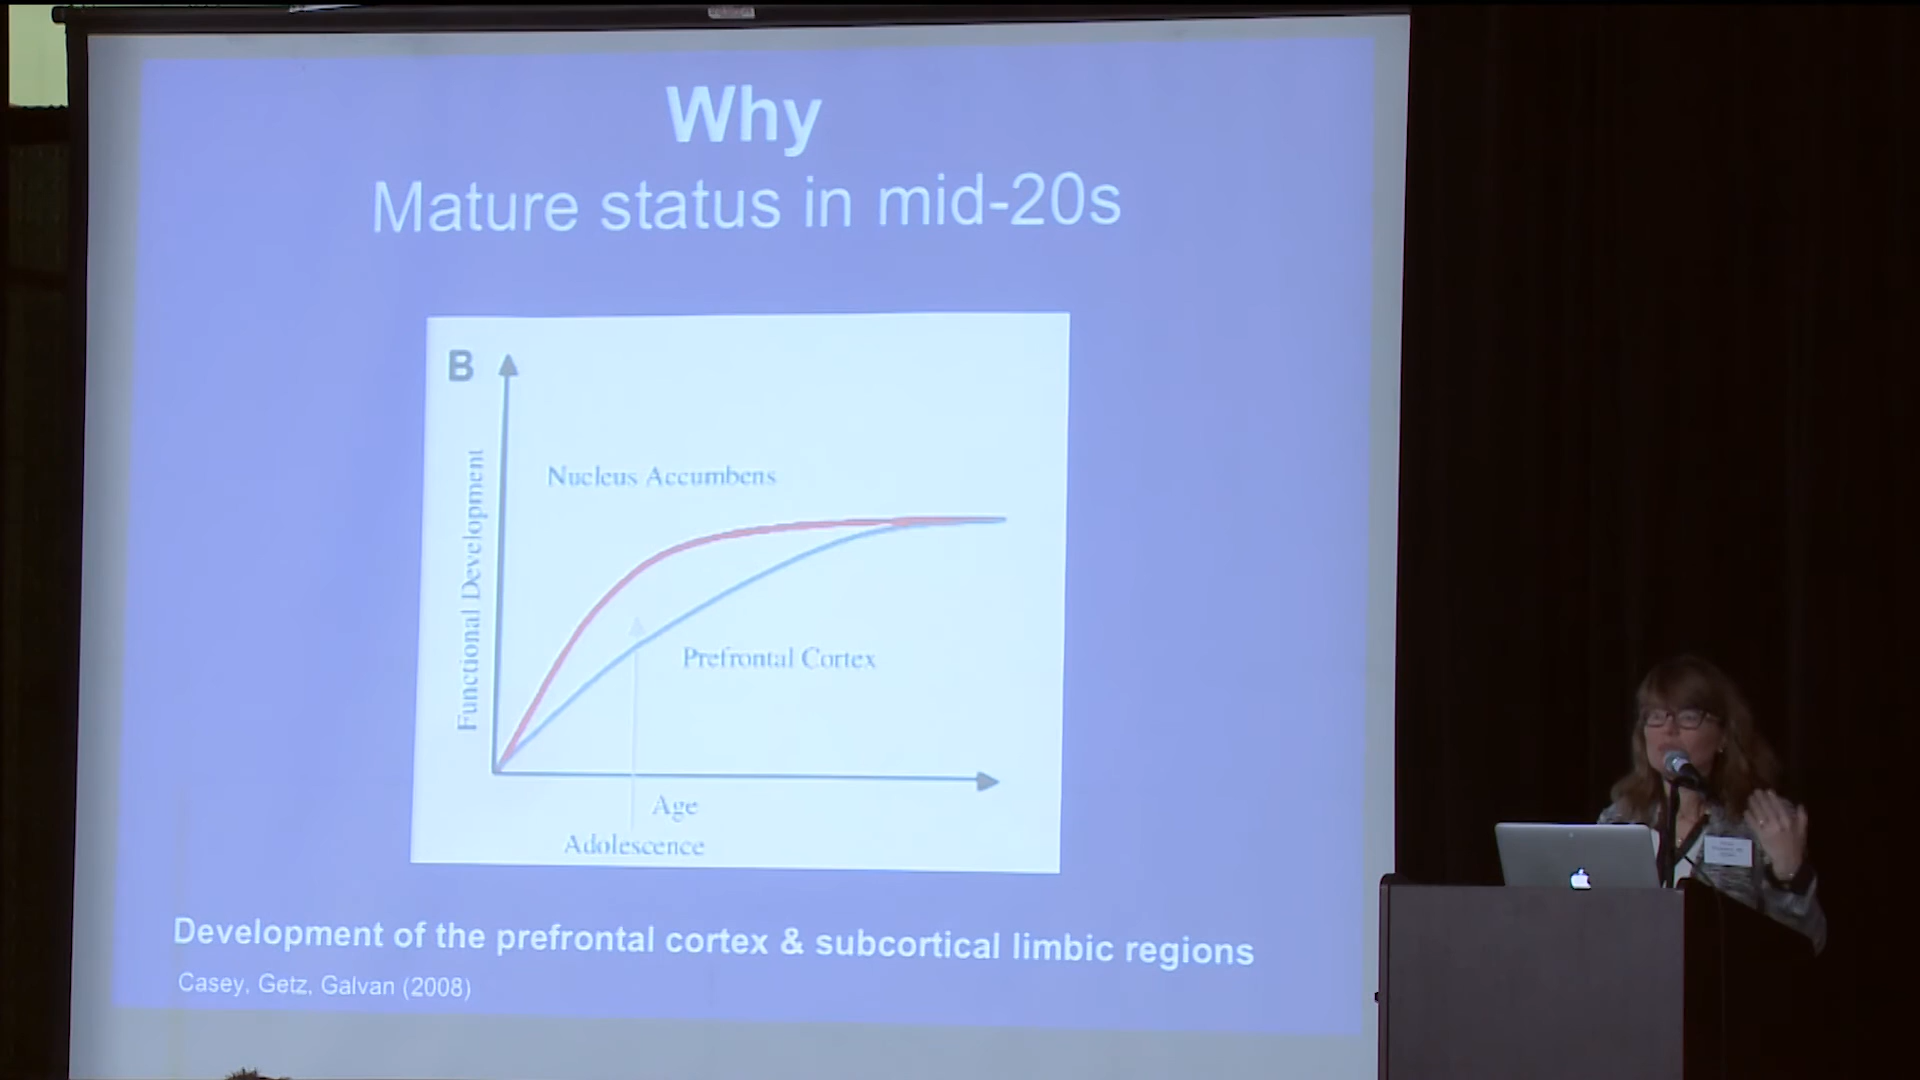 Why
Mature status in mid-20s
B
Nucleus Accumbens
Functional Development
Prefrontal Cortex
Age
Adolescence
Development of the prefrontal cortex & subcortical limbic regions
Casey, Getz, Galvan (2008)